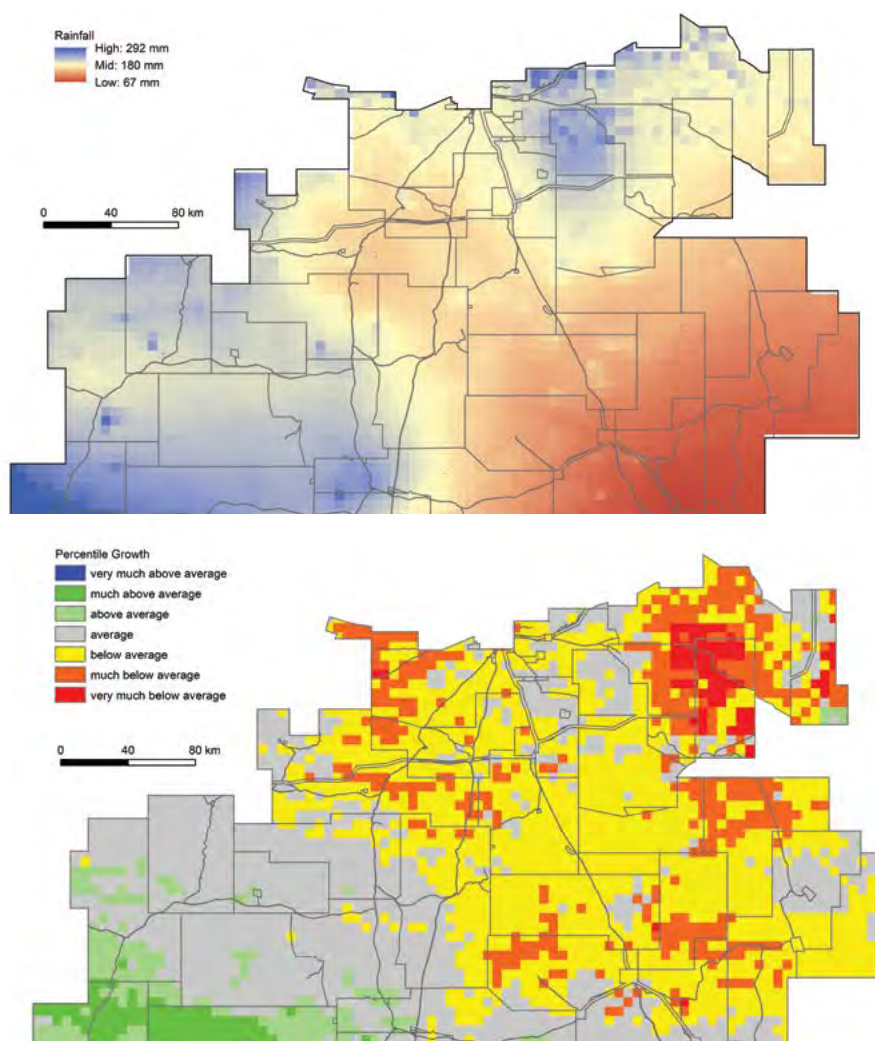 Rainfall
High: 292 mm
Mid: 180 mm
Low: 67 mm
0 40 80 km
Percentile Growth
very much above average
much above average
above average
average
below average
much below average
very much below average
0 40 80 km